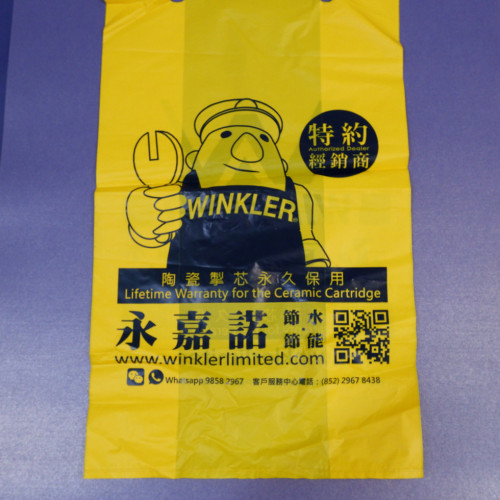 特約
Authorized Dealer
經銷商
WINKLER
陶瓷掣芯永久保用
Lifetime Warranty for the Ceramic Cartridge
永嘉諾 節水·節能
www.winklerlimited.com
Whatsapp:9858 7967 客戶服務中心電話:(852) 2967 8438